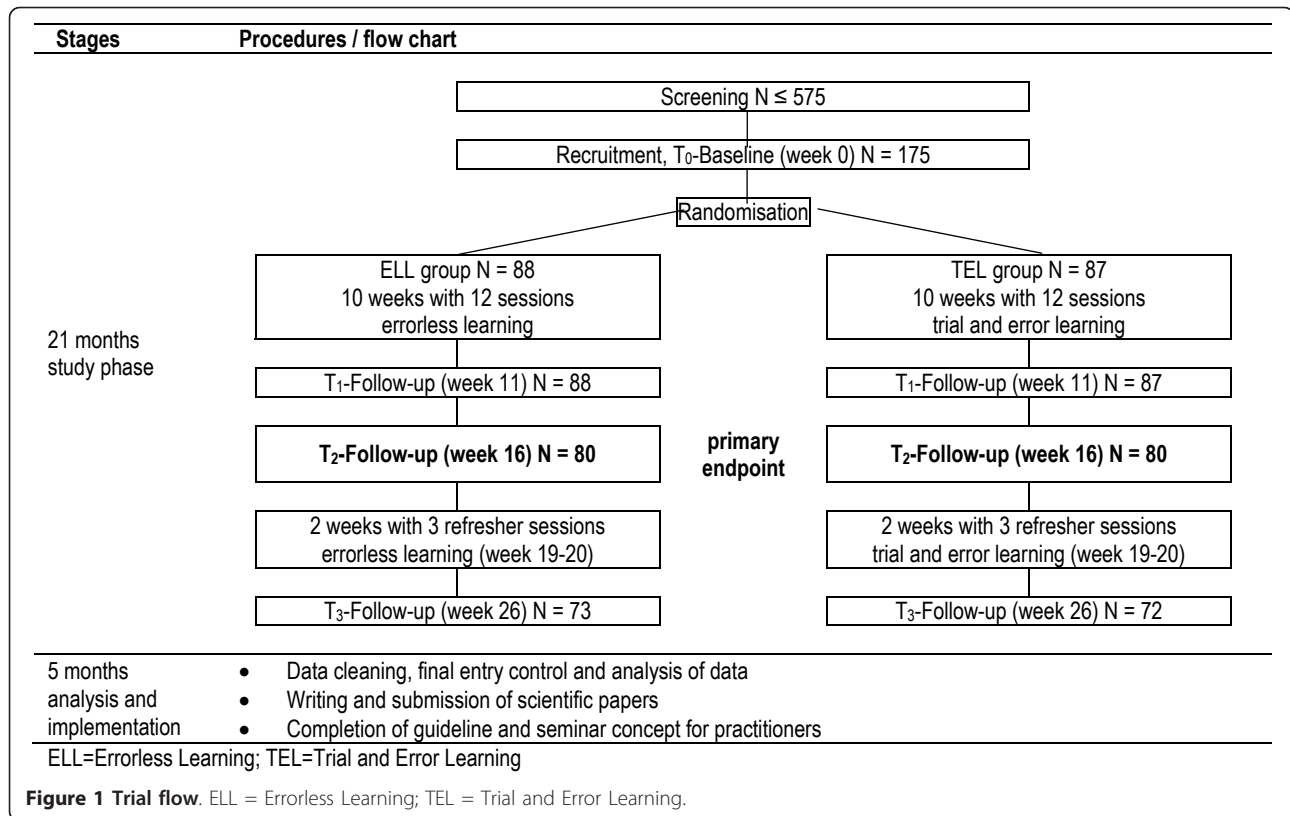 Stages Procedures / flow chart
Screening N ≤ 575
Recruitment, T0-Baseline (week 0) N = 175
Randomisation
21 months
study phase
ELL group N = 88
10 weeks with 12 sessions
errorless learning
T1-Follow-up (week 11) N = 88
T2-Follow-up (week 16) N = 80
2 weeks with 3 refresher sessions
errorless learning (week 19-20)
T3-Follow-up (week 26) N = 73
primary
endpoint
TEL group N = 87
10 weeks with 12 sessions
trial and error learning
T1-Follow-up (week 11) N = 87
T2-Follow-up (week 16) N = 80
2 weeks with 3 refresher sessions
trial and error learning (week 19-20)
T3-Follow-up (week 26) N = 72
5 months
analysis and
implementation
• Data cleaning, final entry control and analysis of data
• Writing and submission of scientific papers
• Completion of guideline and seminar concept for practitioners
ELL=Errorless Learning; TEL=Trial and Error Learning
Figure 1 Trial flow. ELL = Errorless Learning; TEL = Trial and Error Learning.